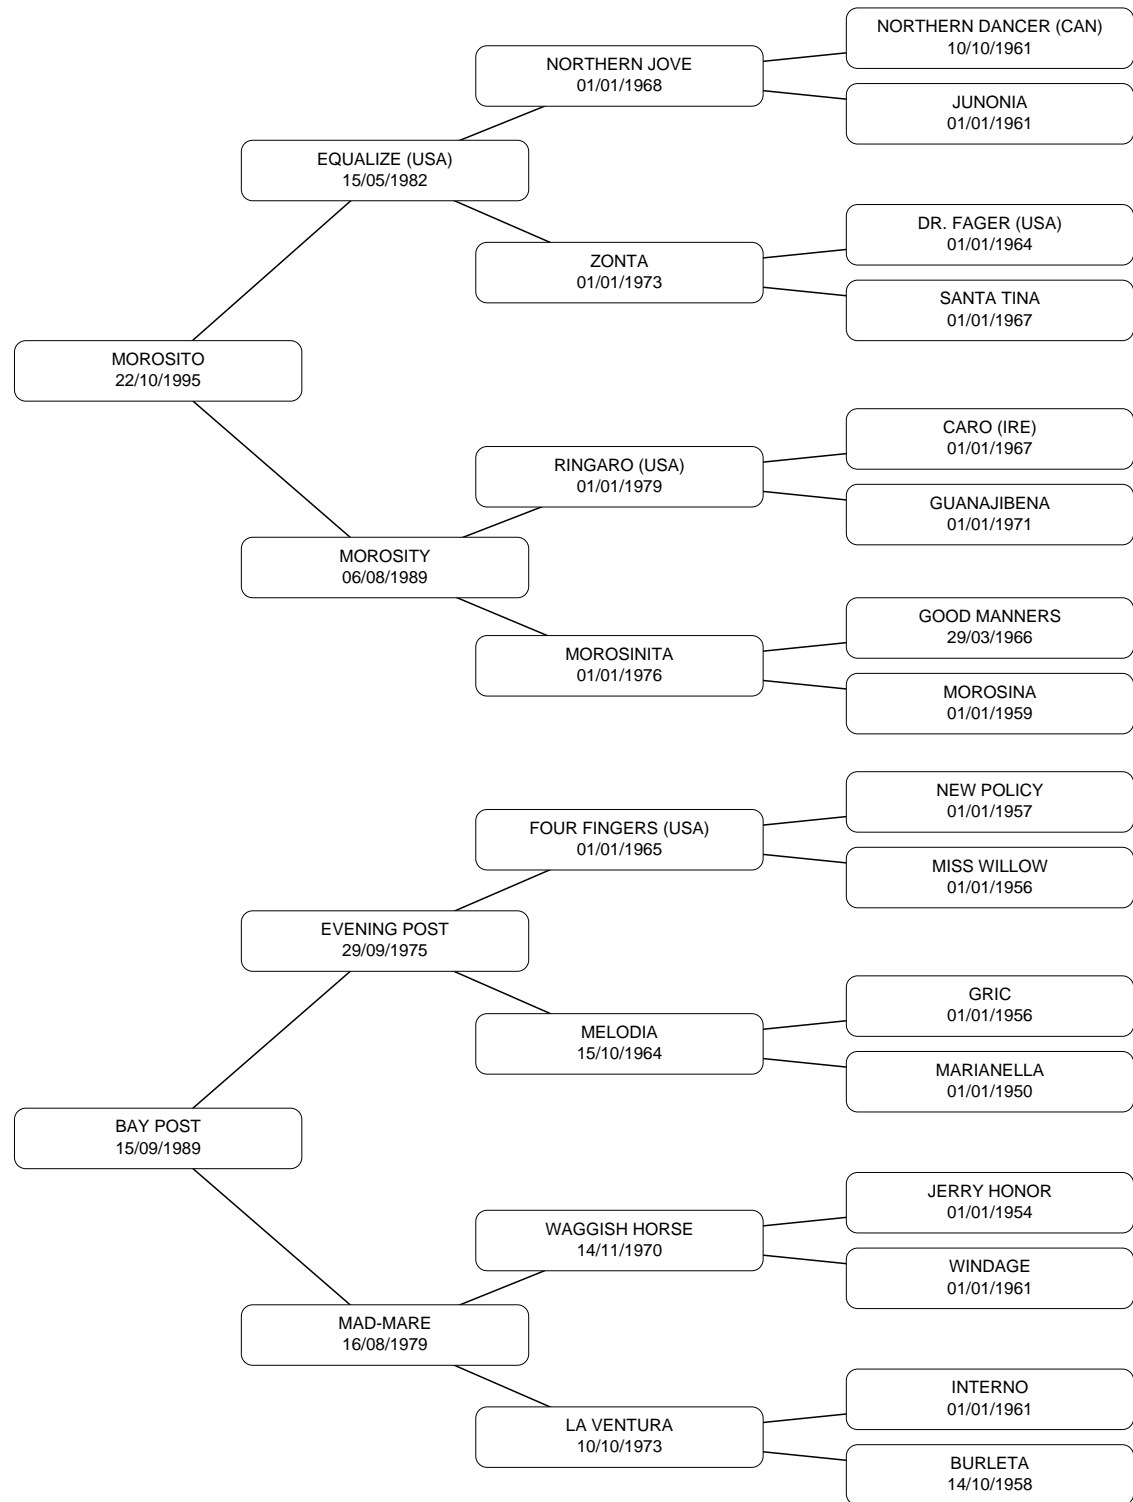 NORTHERN DANCER (CAN)
10/10/1961
NORTHERN JOVE
01/01/1968
JUNONIA
01/01/1961
EQUALIZE (USA)
15/05/1982
DR. FAGER (USA)
01/01/1964
ZONTA
01/01/1973
SANTA TINA
01/01/1967
MOROSITO
22/10/1995
CARO (IRE)
01/01/1967
RINGARO (USA)
01/01/1979
GUANAJIBENA
01/01/1971
MOROSITY
06/08/1989
GOOD MANNERS
29/03/1966
MOROSINITA
01/01/1976
MOROSINA
01/01/1959
NEW POLICY
01/01/1957
FOUR FINGERS (USA)
01/01/1965
MISS WILLOW
01/01/1956
EVENING POST
29/09/1975
GRIC
01/01/1956
MELODIA
15/10/1964
MARIANELLA
01/01/1950
BAY POST
15/09/1989
JERRY HONOR
01/01/1954
WAGGISH HORSE
14/11/1970
WINDAGE
01/01/1961
MAD-MARE
16/08/1979
INTERNO
01/01/1961
LA VENTURA
10/10/1973
BURLETA
14/10/1958